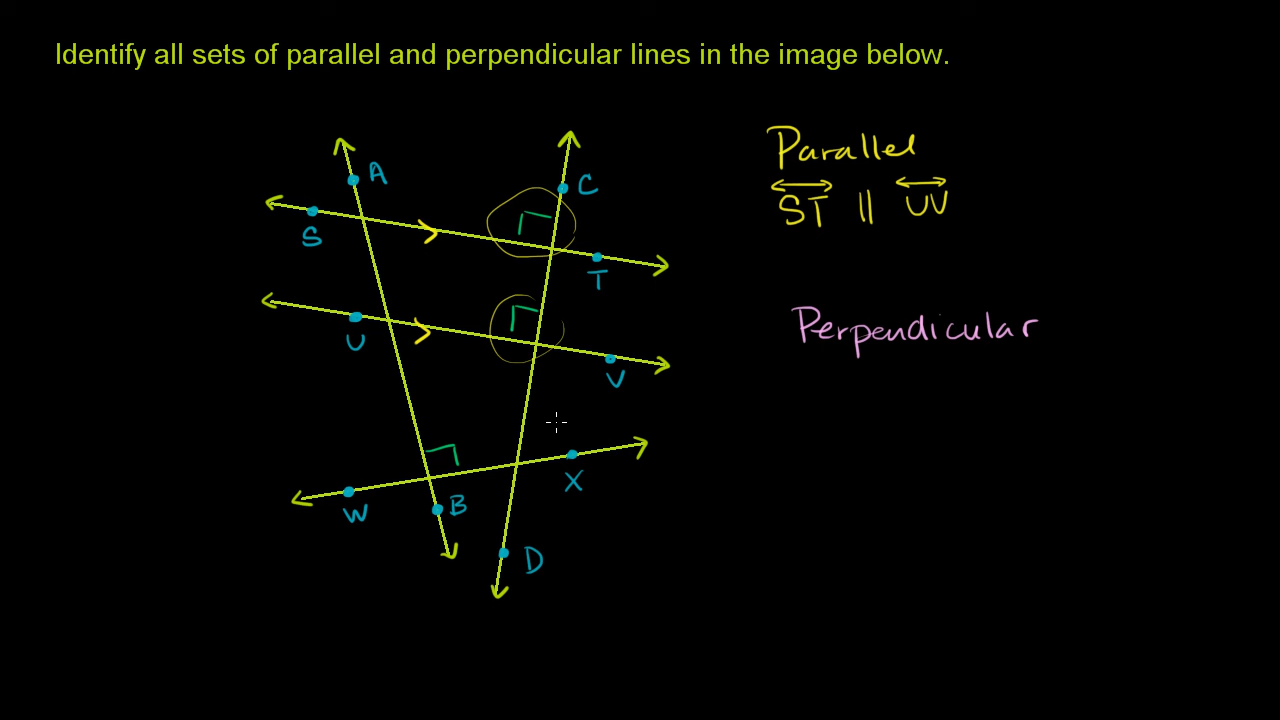 Identify all sets of parallel and perpendicular lines in the image below.
Parallel
ST || UV
Perpendicular
A
C
S
T
U
V
X
W
B
D